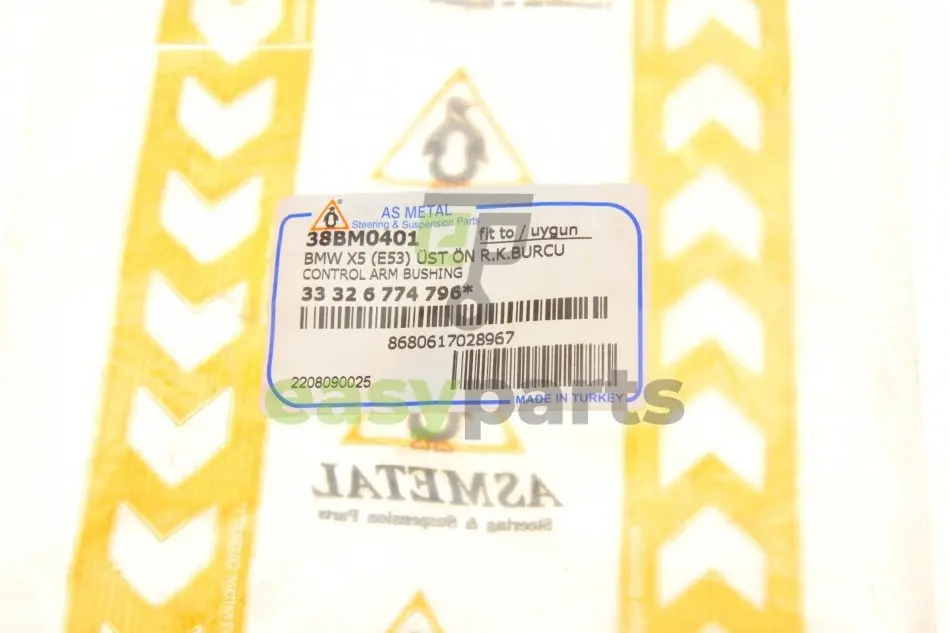 AS METAL
Steering & Suspension Parts
38BM0401 fit to / uygun
BMW X5 (E53) ÜST ÖN R.K.BURCU
CONTROL ARM BUSHING
33 32 6 774 796*
8680617028967
2208090025
MADE IN TURKEY
easyparts
ASMETAL
Steering & Suspension Parts